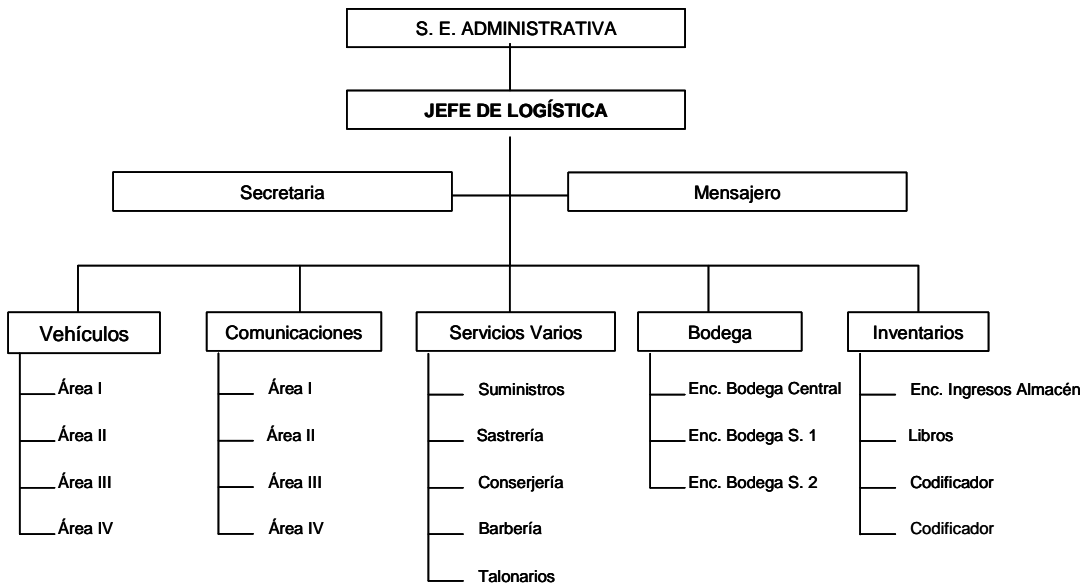 S. E. ADMINISTRATIVA
JEFE DE LOGÍSTICA
Secretaria
Mensajero
Vehículos
Comunicaciones
Servicios Varios
Bodega
Inventarios
Área I
Área II
Área III
Área IV
Área I
Área II
Área III
Área IV
Suministros
Sastrería
Conserjería
Barbería
Talonarios
Enc. Bodega Central
Enc. Bodega S. 1
Enc. Bodega S. 2
Enc. Ingresos Almacén
Libros
Codificador
Codificador